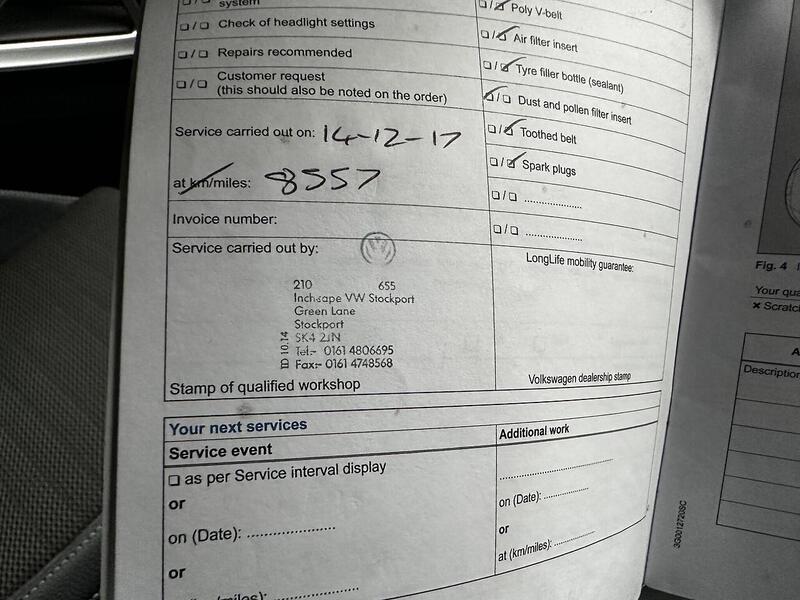 system
☐ / ☐ Check of headlight settings
☐ / ☐ Repairs recommended
☐ / ☐ Customer request
(this should also be noted on the order)
Service carried out on: 14-12-17
at km/miles: 8557
Invoice number:
Service carried out by:
210 655
Inchcape VW Stockport
Green Lane
Stockport
SK4 2JN
Tel:- 0161 4806695
Fax:- 0161 4748568
ID 10.14
Stamp of qualified workshop
☐ / ☑ Poly V-belt
☐ / ☑ Air filter insert
☐ / ☑ Tyre filler bottle (sealant)
☑ / ☐ Dust and pollen filter insert
☐ / ☑ Toothed belt
☐ / ☑ Spark plugs
☐ / ☐ ....................
☐ / ☐ ....................
LongLife mobility guarantee:
Volkswagen dealership stamp
Your next services
Service event
☐ as per Service interval display
or
on (Date): ....................
or
Additional work
....................
on (Date): ...........
or
at (km/miles): ...........
Fig. 4
Your qua
× Scratc
A
Description
3G0012720SC